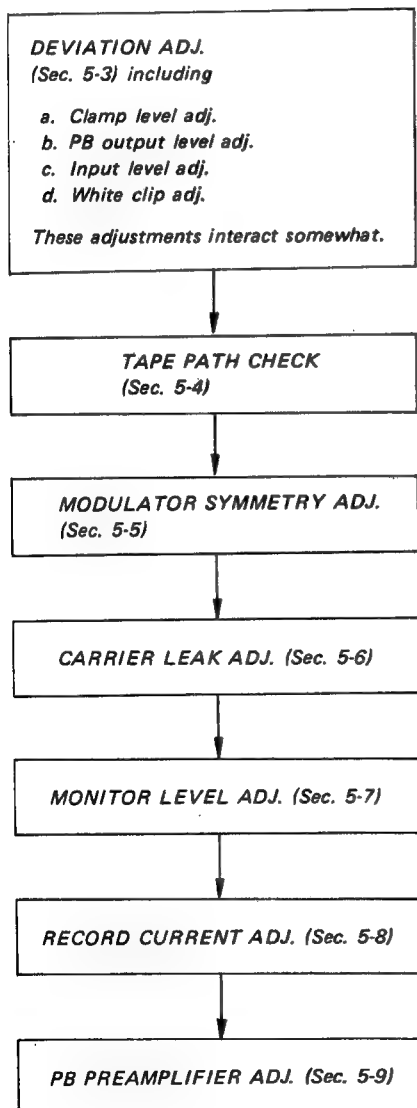 DEVIATION ADJ.
(Sec. 5-3) including
a. Clamp level adj.
b. PB output level adj.
c. Input level adj.
d. White clip adj.
These adjustments interact somewhat.
TAPE PATH CHECK
(Sec. 5-4)
MODULATOR SYMMETRY ADJ.
(Sec. 5-5)
CARRIER LEAK ADJ. (Sec. 5-6)
MONITOR LEVEL ADJ. (Sec. 5-7)
RECORD CURRENT ADJ. (Sec. 5-8)
PB PREAMPLIFIER ADJ. (Sec. 5-9)